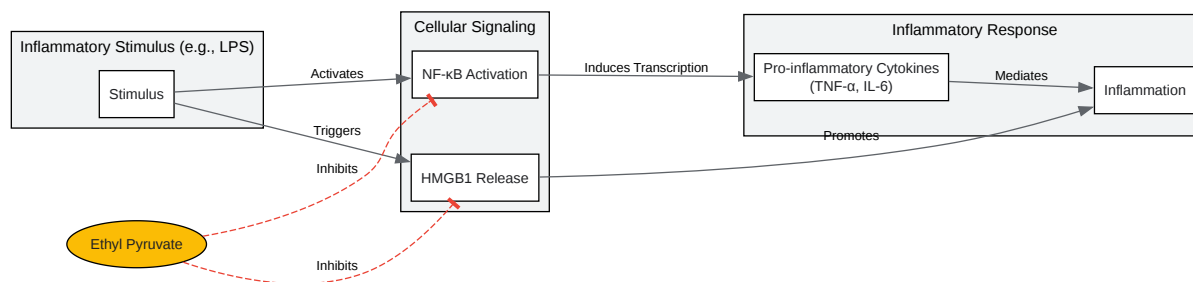 Inflammatory Stimulus (e.g., LPS)
Stimulus
Cellular Signaling
NF-κB Activation
HMGB1 Release
Inflammatory Response
Pro-inflammatory Cytokines
(TNF-α, IL-6)
Inflammation
Activates
Triggers
Induces Transcription
Mediates
Promotes
Inhibits
Ethyl Pyruvate
Inhibits